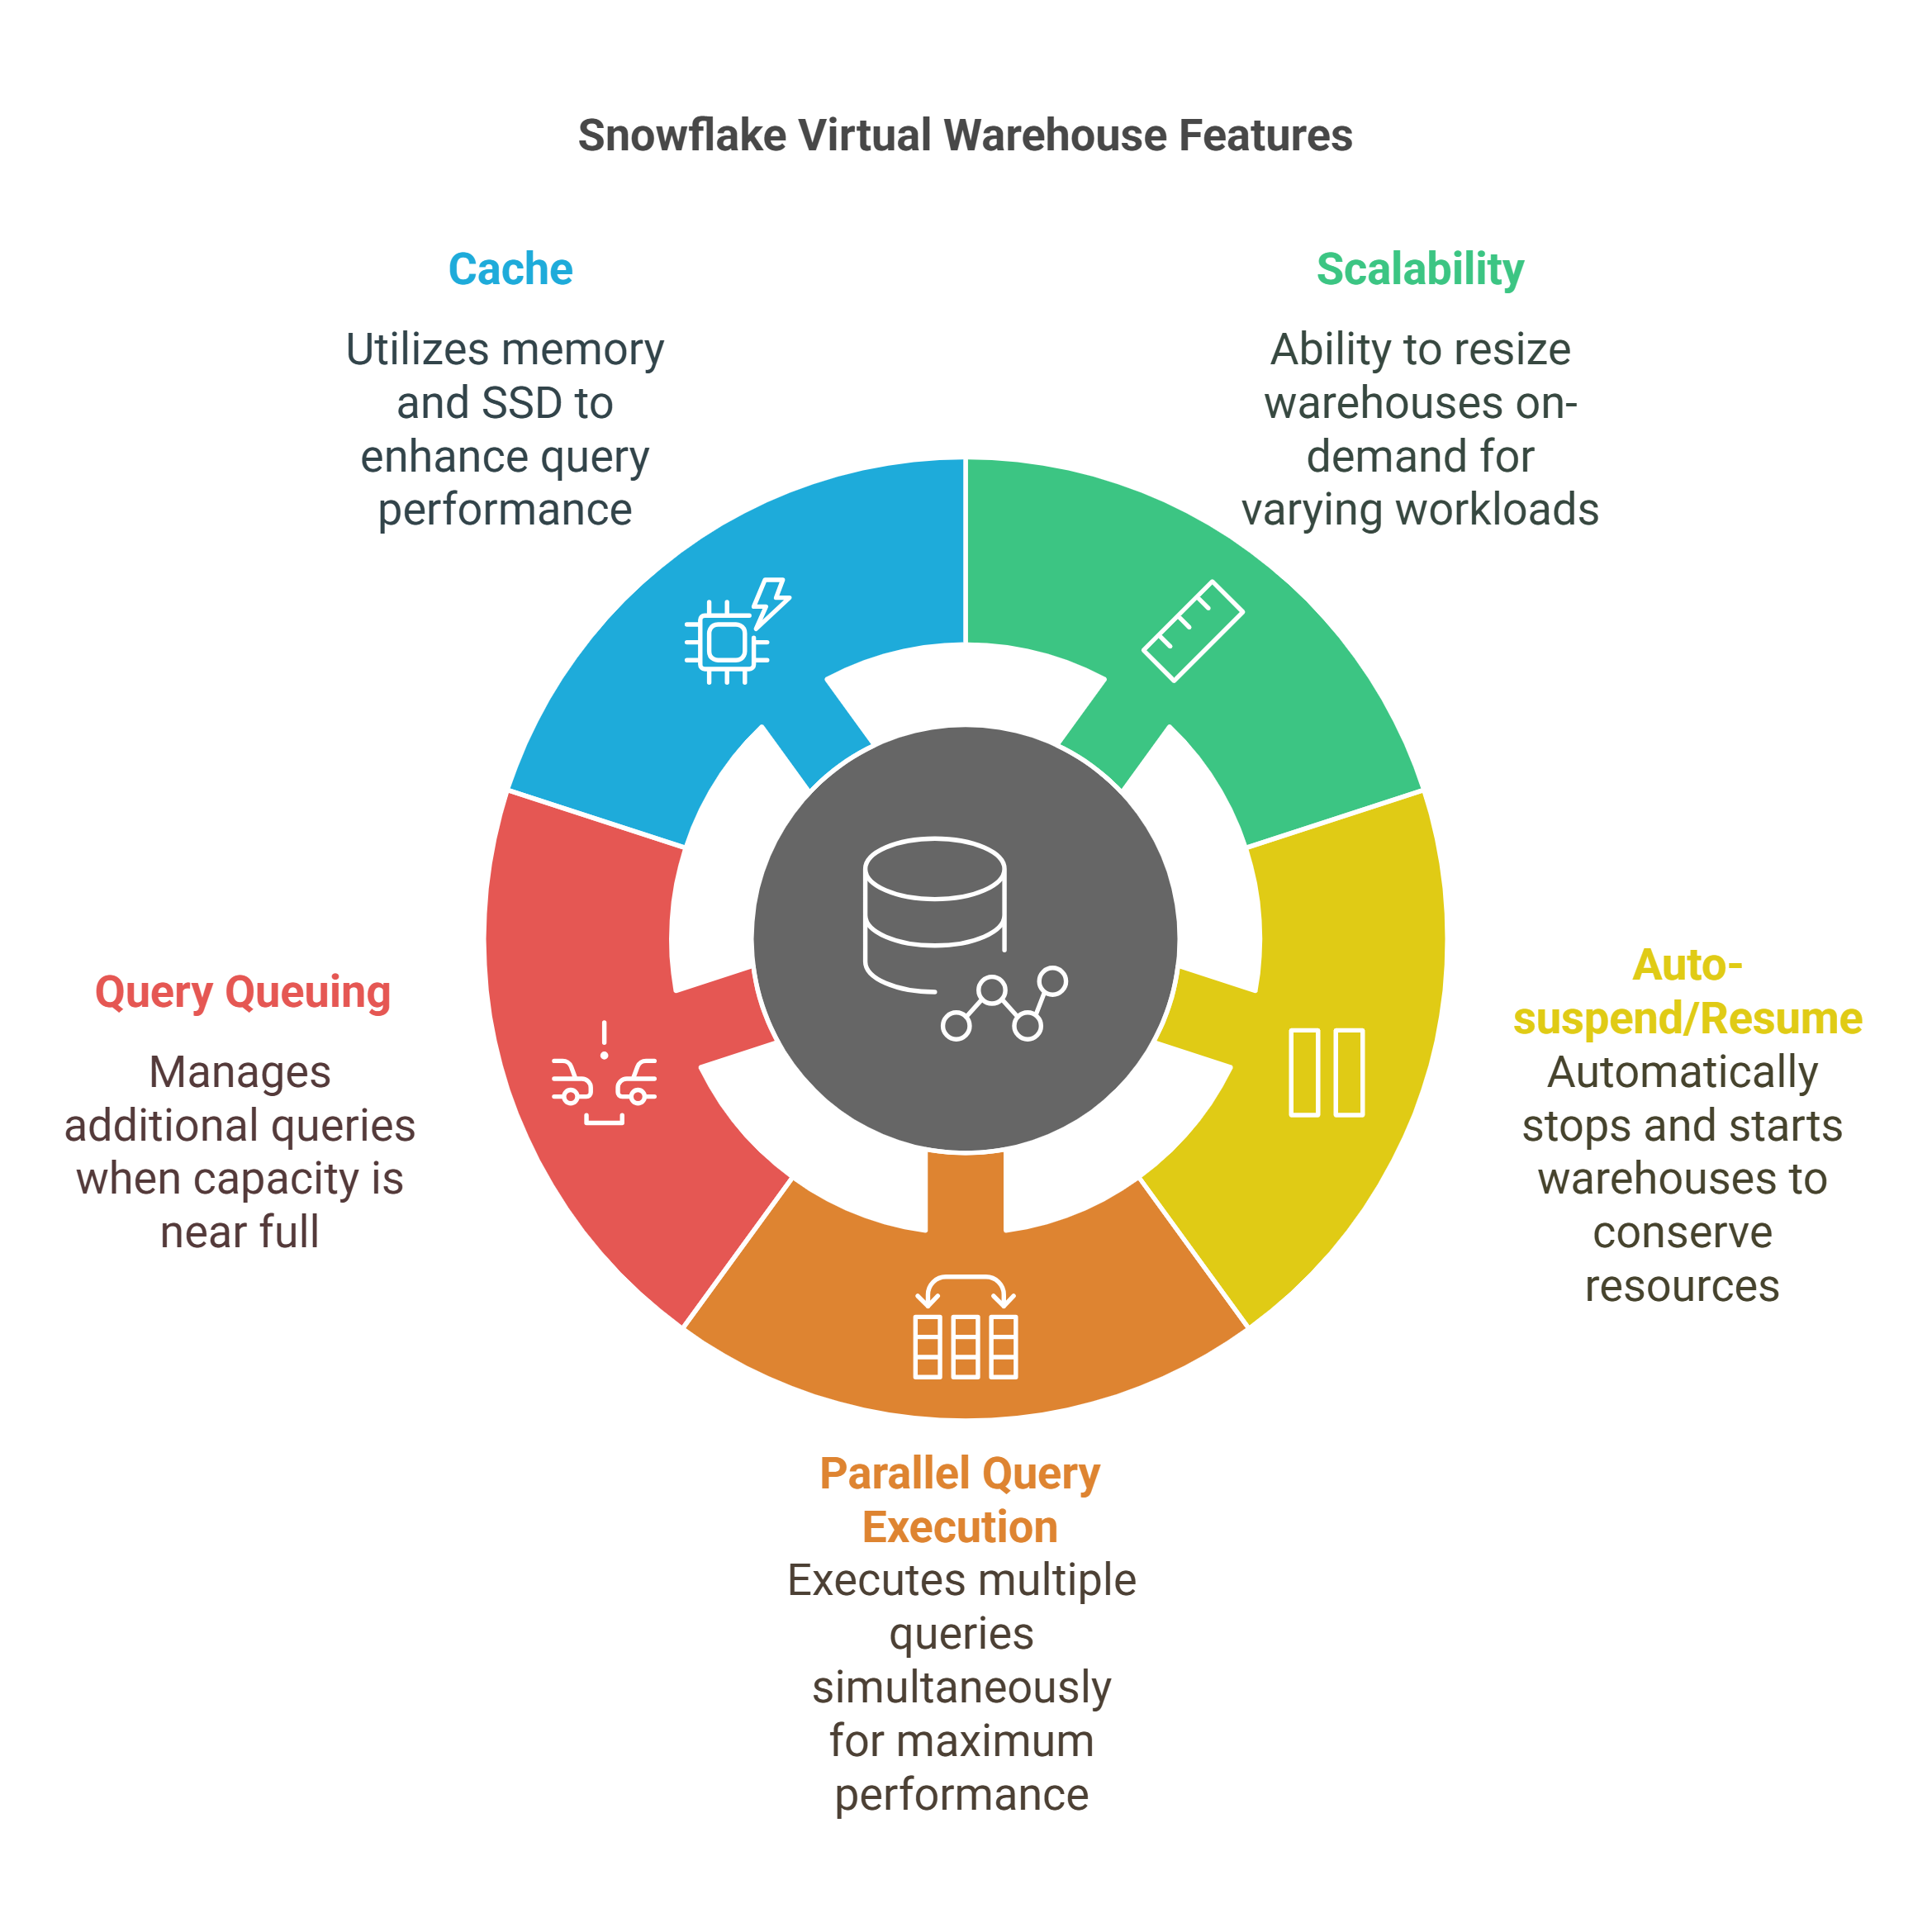 Snowflake Virtual Warehouse Features
Cache
Utilizes memory
and SSD to
enhance query
performance
Scalability
Ability to resize
warehouses on-
demand for
varying workloads
Query Queuing
Manages
additional queries
when capacity is
near full
Auto-
suspend/Resume
Automatically
stops and starts
warehouses to
conserve
resources
Parallel Query
Execution
Executes multiple
queries
simultaneously
for maximum
performance